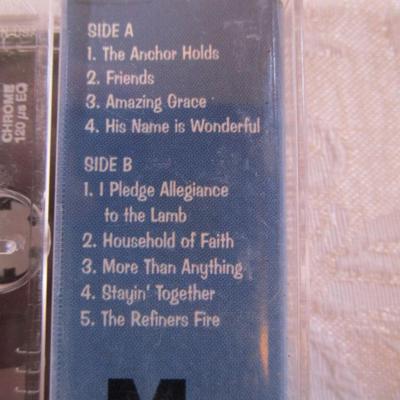 CHROME
120 µs EQ
SIDE A
1. The Anchor Holds
2. Friends
3. Amazing Grace
4. His Name is Wonderful
SIDE B
1. I Pledge Allegiance
to the Lamb
2. Household of Faith
3. More Than Anything
4. Stayin' Together
5. The Refiners Fire
M